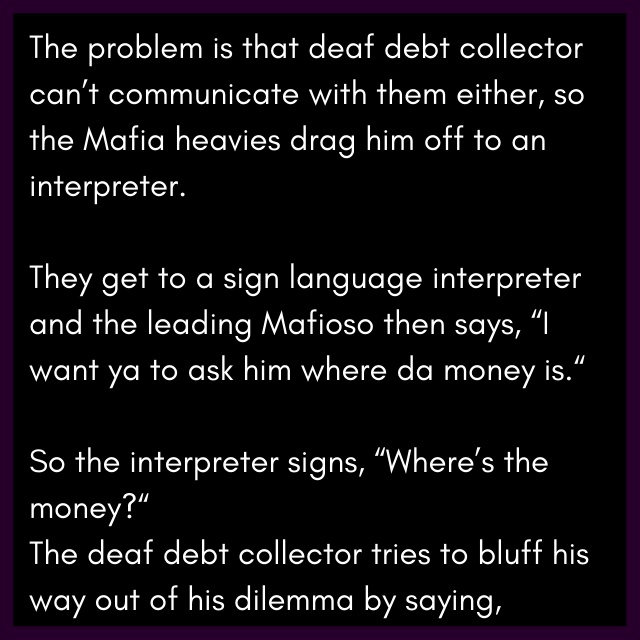 The problem is that deaf debt collector
can’t communicate with them either, so
the Mafia heavies drag him off to an
interpreter.
They get to a sign language interpreter
and the leading Mafioso then says, “I
want ya to ask him where da money is.“
So the interpreter signs, “Where’s the
money?“
The deaf debt collector tries to bluff his
way out of his dilemma by saying,